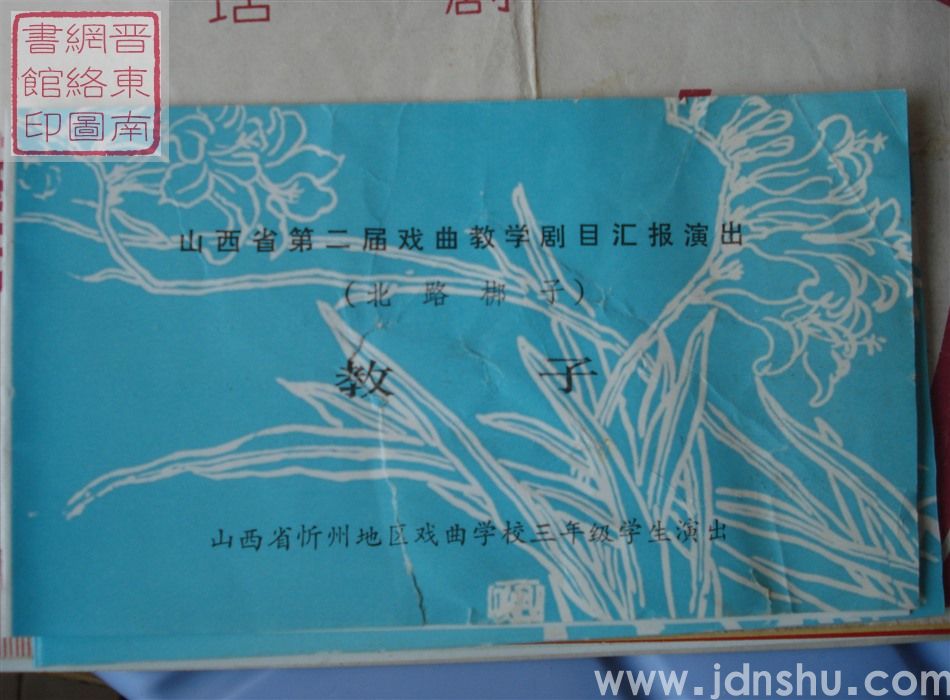 话 剧
晋東南
網絡圖
書館印
山西省第二届戏曲教学剧目汇报演出
(北路梆子)
教子
山西省忻州地区戏曲学校三年级学生演出
www.jdnshu.com